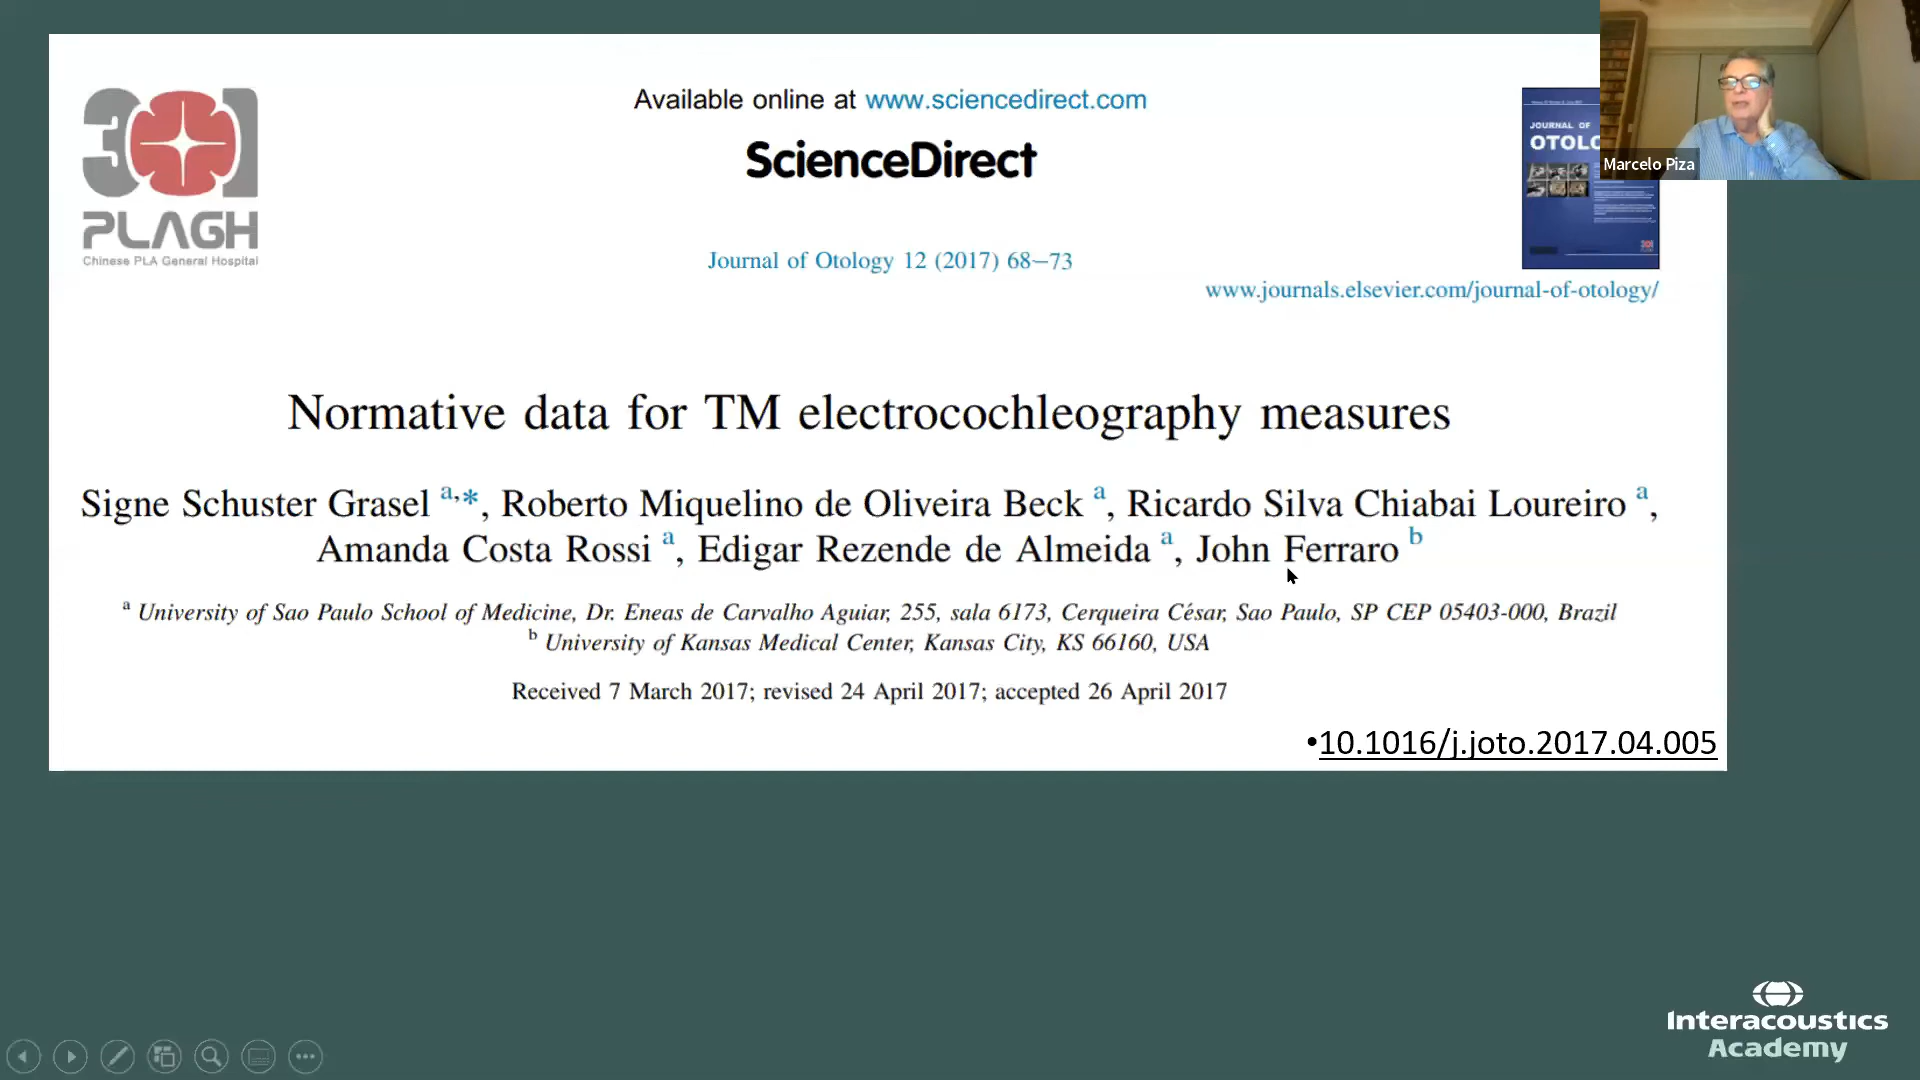 301
PLAGH
Chinese PLA General Hospital
Available online at www.sciencedirect.com
ScienceDirect
Journal of Otology 12 (2017) 68–73
JOURNAL OF
www.journals.elsevier.com/journal-of-otology/
Marcelo Piza
Normative data for TM electrocochleography measures
Signe Schuster Grasel a,*, Roberto Miquelino de Oliveira Beck a, Ricardo Silva Chiabai Loureiro a,
Amanda Costa Rossi a, Edigar Rezende de Almeida a, John Ferraro b
a University of Sao Paulo School of Medicine, Dr. Eneas de Carvalho Aguiar, 255, sala 6173, Cerqueira César, Sao Paulo, SP CEP 05403-000, Brazil
b University of Kansas Medical Center, Kansas City, KS 66160, USA
Received 7 March 2017; revised 24 April 2017; accepted 26 April 2017
•10.1016/j.joto.2017.04.005
Interacoustics
Academy